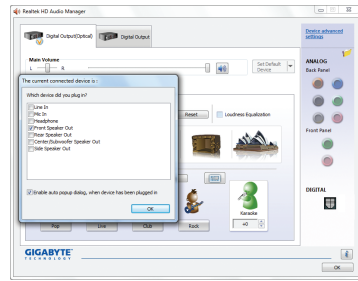 Realtek HD Audio Manager
Digital Output(Optical)
Digital Output
Device advanced settings
Main Volume
L
R
Set Default Device
ANALOG
Back Panel
The current connected device is :
Which device did you plug in?
Line In
Mic In
Headphone
Front Speaker Out
Rear Speaker Out
Center/Subwoofer Speaker Out
Side Speaker Out
Enable auto popup dialog, when device has been plugged in
OK
Reset
Loudness Equalization
Front Panel
DIGITAL
Karaoke
Pop
Live
Club
Rock
40
GIGABYTE
TECHNOLOGY
OK